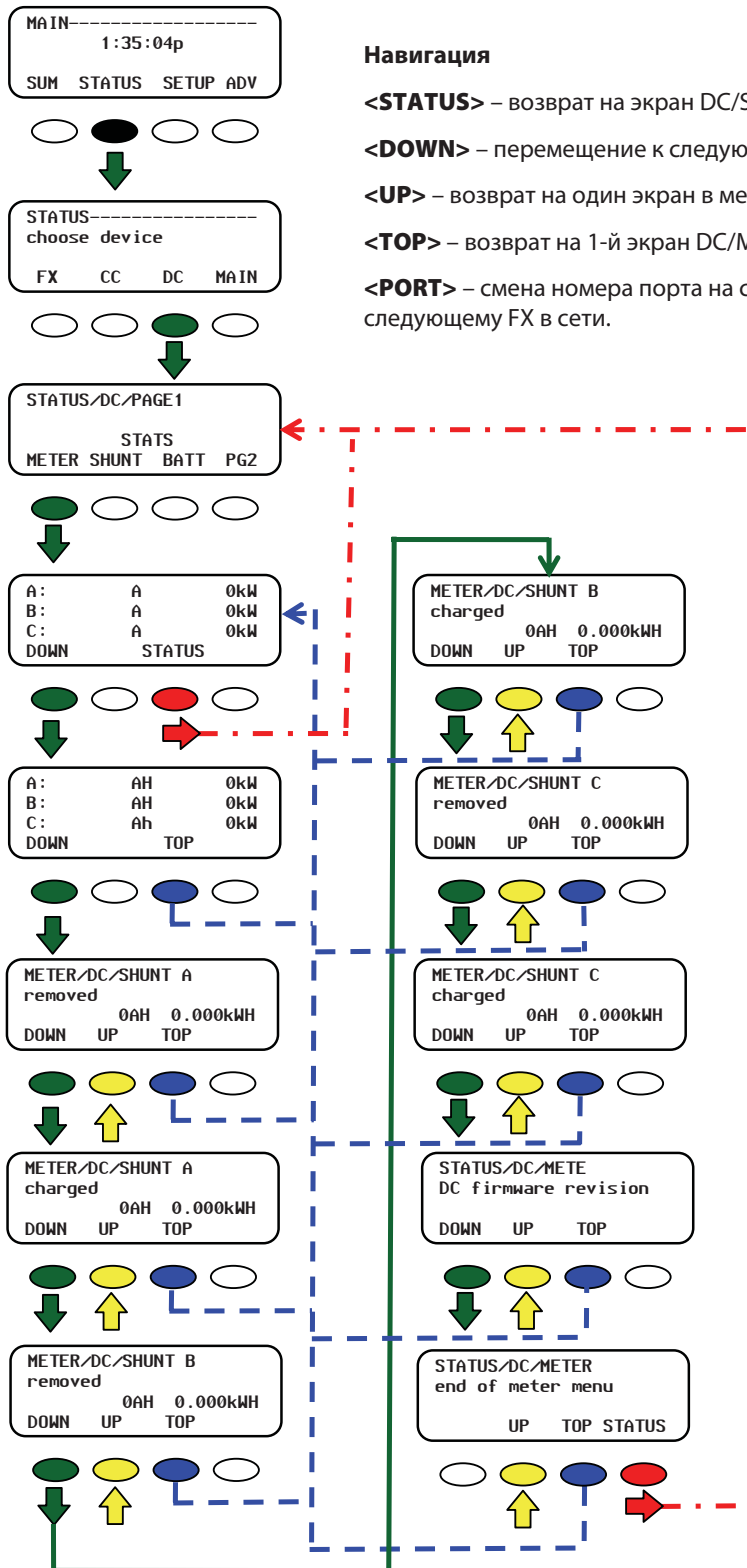 MAIN-----------------
1:35:04p
SUM STATUS SETUP ADV
Навигация
<STATUS> – возврат на экран DC/
<DOWN> – перемещение к
<UP> – возврат на один экран в
<TOP> – возврат на 1-й экран
<PORT> – смена номера порта на
следующему FX в сети.
STATUS---------------
choose device
FX CC DC MAIN
STATUS/DC/PAGE1
STATS
METER SHUNT BATT PG2
A: A 0kW
B: A 0kW
C: A 0kW
DOWN STATUS
A: AH 0kW
B: AH 0kW
C: Ah 0kW
DOWN TOP
METER/DC/SHUNT A
removed
0AH 0.000kWH
DOWN UP TOP
METER/DC/SHUNT A
charged
0AH 0.000kWH
DOWN UP TOP
METER/DC/SHUNT B
removed
0AH 0.000kWH
DOWN UP TOP
METER/DC/SHUNT B
charged
0AH 0.000kWH
DOWN UP TOP
METER/DC/SHUNT C
removed
0AH 0.000kWH
DOWN UP TOP
METER/DC/SHUNT C
charged
0AH 0.000kWH
DOWN UP TOP
STATUS/DC/METE
DC firmware revision
DOWN UP TOP
STATUS/DC/METER
end of meter menu
UP TOP STATUS